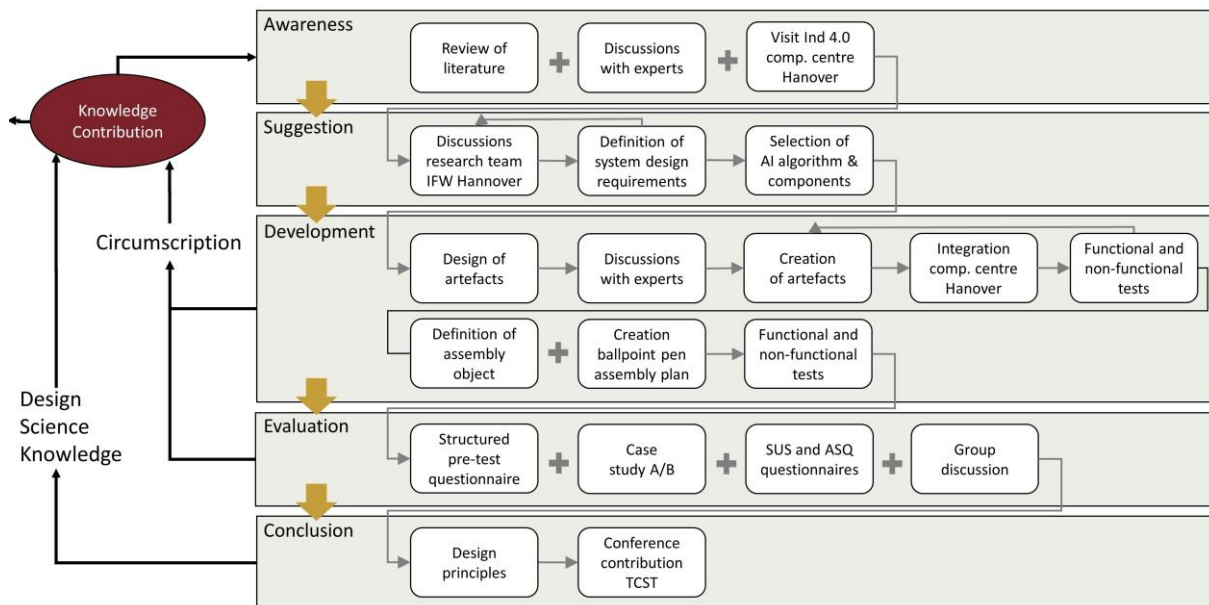 Awareness
Review of
literature
Discussions
with experts
Visit Ind 4.0
comp. centre
Hanover
Knowledge
Contribution
Suggestion
Discussions
research team
IFW Hannover
Definition of
system design
requirements
Selection of
AI algorithm &
components
Circumscription
Development
Design of
artefacts
Discussions
with experts
Creation
of artefacts
Integration
comp. centre
Hanover
Functional and
non-functional
tests
Definition of
assembly
object
Creation
ballpoint pen
assembly plan
Functional and
non-functional
tests
Design
Science
Knowledge
Evaluation
Structured
pre-test
questionnaire
Case
study A/B
SUS and ASQ
questionnaires
Group
discussion
Conclusion
Design
principles
Conference
contribution
TCST